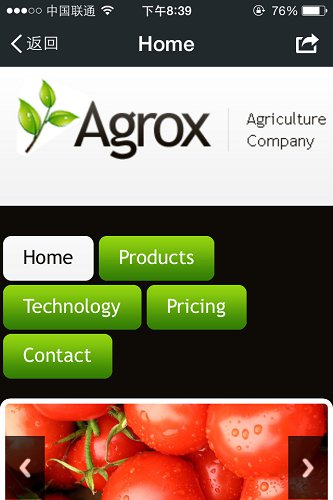 中国联通 下午8:39 76%
返回 Home
Agrox Agriculture
Company
Home Products
Technology Pricing
Contact